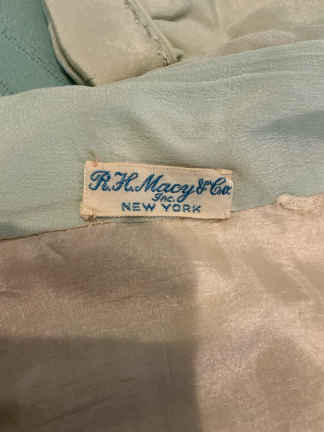 R.H. Macy & Co.
Inc.
NEW YORK